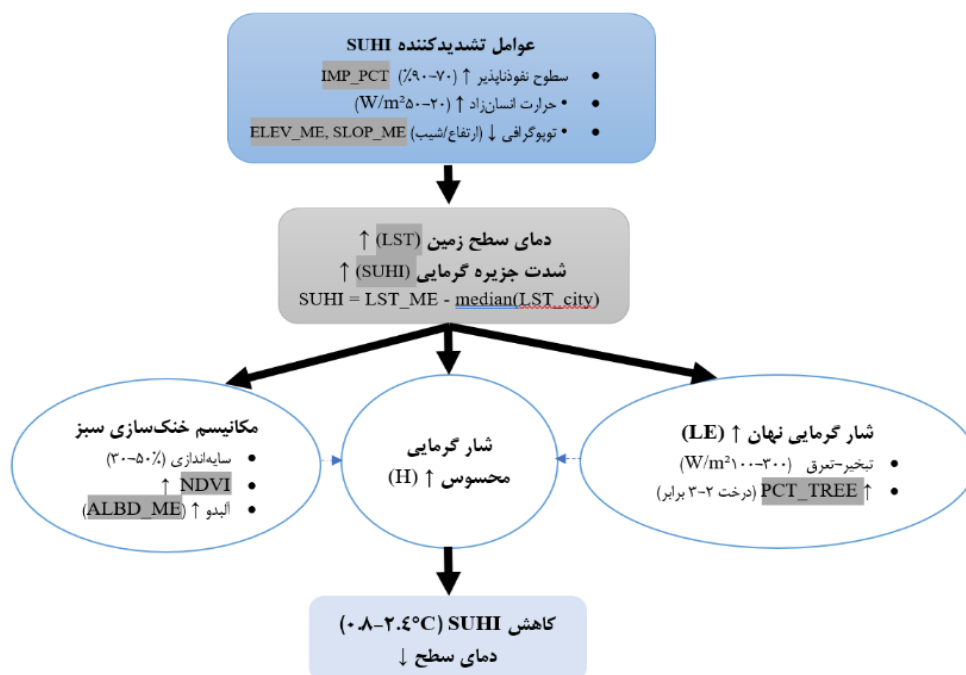 عوامل تشدیدکننده SUHI
• سطوح نفوذناپذیر ↑ (۷۰-۹۰٪) IMP_PCT
• • حرارت انسان‌زاد ↑ (۲۰-۵۰W/m²)
• • توپوگرافی ↓ (ارتفاع/شیب) ELEV_ME, SLOP_ME
دمای سطح زمین (LST) ↑
شدت جزیره گرمایی (SUHI) ↑
SUHI = LST_ME - median(LST_city)
شار گرمایی نهان ↑ (LE)
• تبخیر-تعرق (۱۰۰-۳۰۰W/m²)
• ↑ PCT_TREE (درخت ۲-۳ برابر)
شار گرمایی
محسوس ↑ (H)
مکانیسم خنک‌سازی سبز
• سایه‌اندازی (۳۰-۵۰٪)
• NDVI ↑
• آلبدو ↑ (ALBD_ME)
کاهش SUHI (۰.۸-۲.٤°C)
دمای سطح ↓